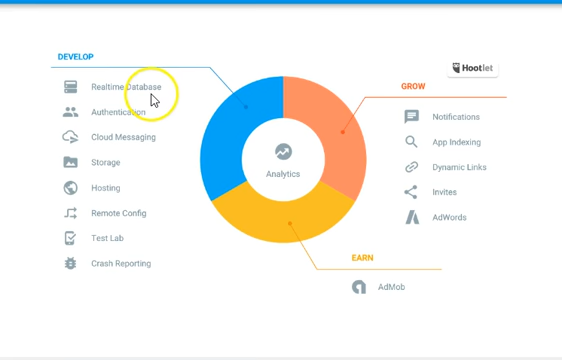 DEVELOP
Realtime Database
Authentication
Cloud Messaging
Storage
Hosting
Remote Config
Test Lab
Crash Reporting
Analytics
Hootlet
GROW
Notifications
App Indexing
Dynamic Links
Invites
AdWords
EARN
AdMob